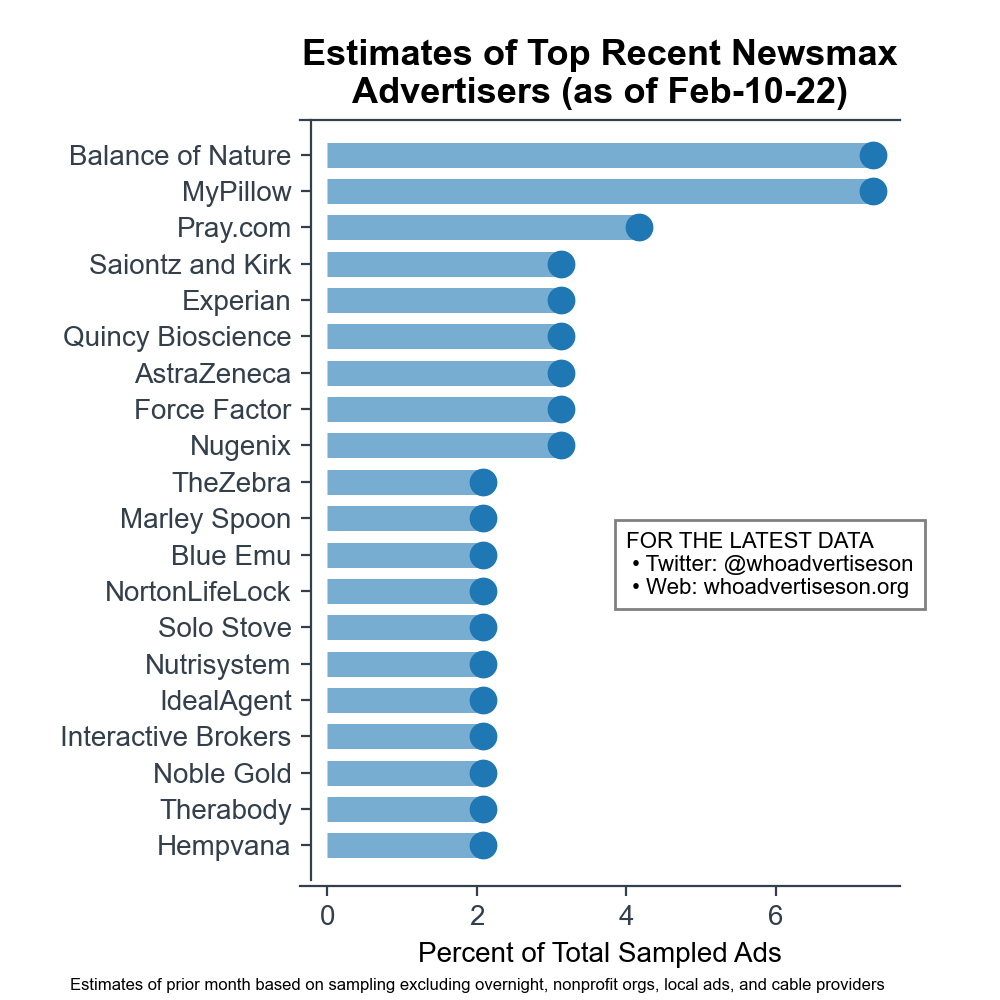 Estimates of Top Recent Newsmax
Advertisers (as of Feb-10-22)
Balance of Nature
MyPillow
Pray.com
Saiontz and Kirk
Experian
Quincy Bioscience
AstraZeneca
Force Factor
Nugenix
TheZebra
Marley Spoon
Blue Emu
NortonLifeLock
Solo Stove
Nutrisystem
IdealAgent
Interactive Brokers
Noble Gold
Therabody
Hempvana
FOR THE LATEST DATA
• Twitter: @whoadvertiseson
• Web: whoadvertiseson.org
0 2 4 6
Percent of Total Sampled Ads
Estimates of prior month based on sampling excluding overnight, nonprofit orgs, local ads, and cable providers